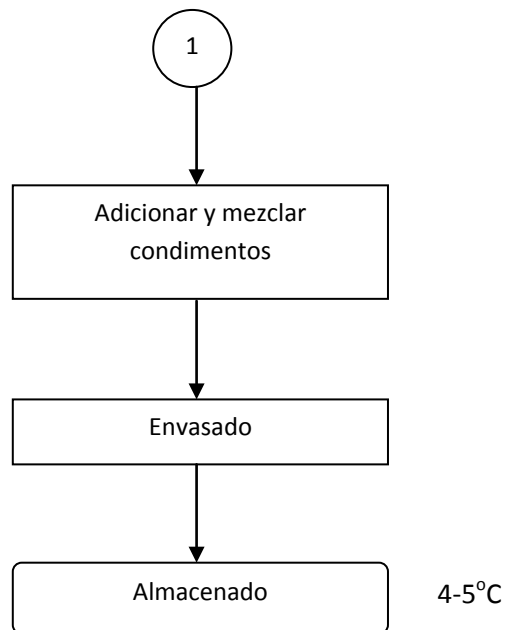 1
Adicionar y mezclar
condimentos
Envasado
Almacenado
4-5°C